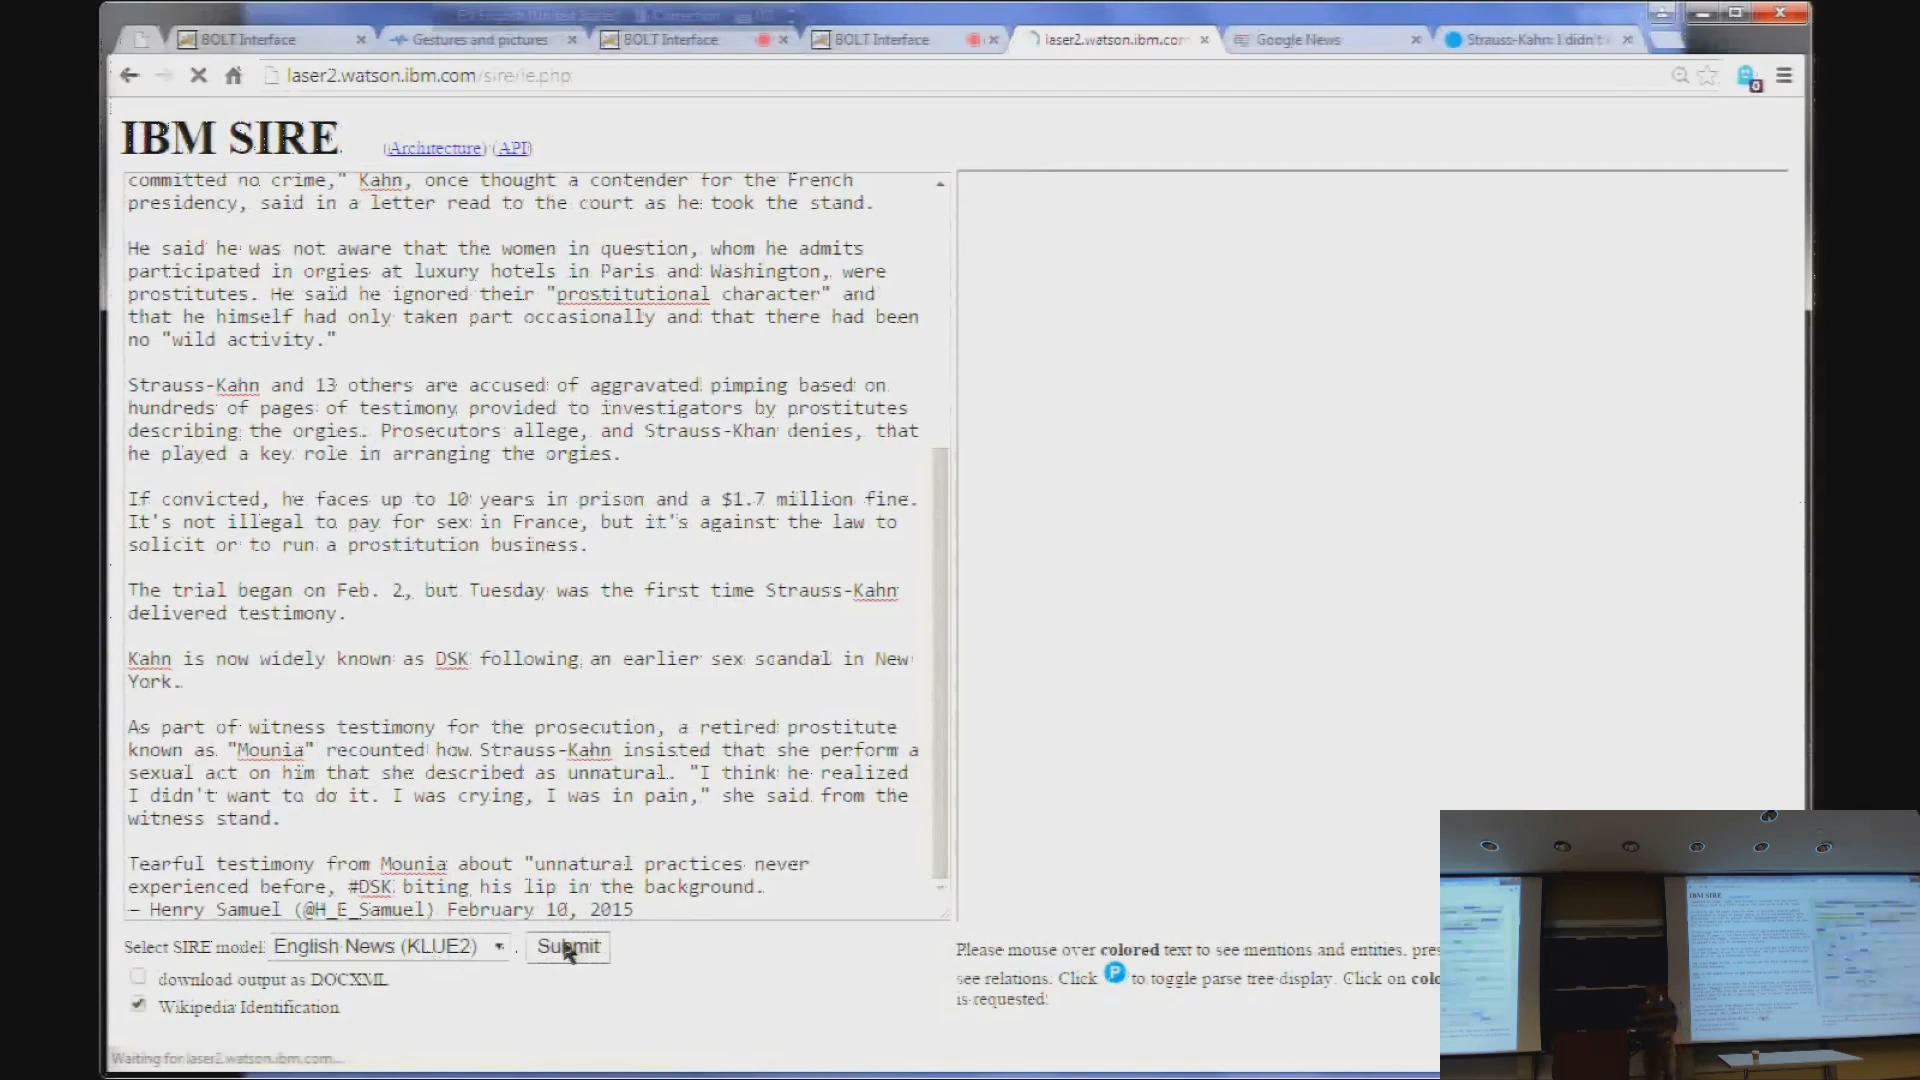 BOLT Interface
Gestures and pictures
BOLT Interface
BOLT Interface
laser2.watson.ibm.com
Google News
Strauss-Kahn: I didn't
laser2.watson.ibm.com/sire/ie.php
IBM SIRE (Architecture) (API)
committed no crime," Kahn, once thought a contender for the French
presidency, said in a letter read to the court as he took the stand.
He said he was not aware that the women in question, whom he admits
participated in orgies at luxury hotels in Paris and Washington, were
prostitutes. He said he ignored their "prostitutional character" and
that he himself had only taken part occasionally and that there had been
no "wild activity."
Strauss-Kahn and 13 others are accused of aggravated pimping based on
hundreds of pages of testimony provided to investigators by prostitutes
describing the orgies. Prosecutors allege, and Strauss-Khan denies, that
he played a key role in arranging the orgies.
If convicted, he faces up to 10 years in prison and a $1.7 million fine.
It's not illegal to pay for sex in France, but it's against the law to
solicit or to run a prostitution business.
The trial began on Feb. 2, but Tuesday was the first time Strauss-Kahn
delivered testimony.
Kahn is now widely known as DSK following an earlier sex scandal in New
York.
As part of witness testimony for the prosecution, a retired prostitute
known as "Mounia" recounted how Strauss-Kahn insisted that she perform a
sexual act on him that she described as unnatural. "I think he realized
I didn't want to do it. I was crying, I was in pain," she said from the
witness stand.
Tearful testimony from Mounia about "unnatural practices never
experienced before, #DSK biting his lip in the background.
— Henry Samuel (@H_E_Samuel) February 10, 2015
Select SIRE model: English News (KLUE2) . Submit
download output as DOCXML
Wikipedia Identification
Please mouse over colored text to see mentions and entities, pres
see relations. Click P to toggle parse tree display. Click on colo
is requested.
Waiting for laser2.watson.ibm.com...
IBM SIRE